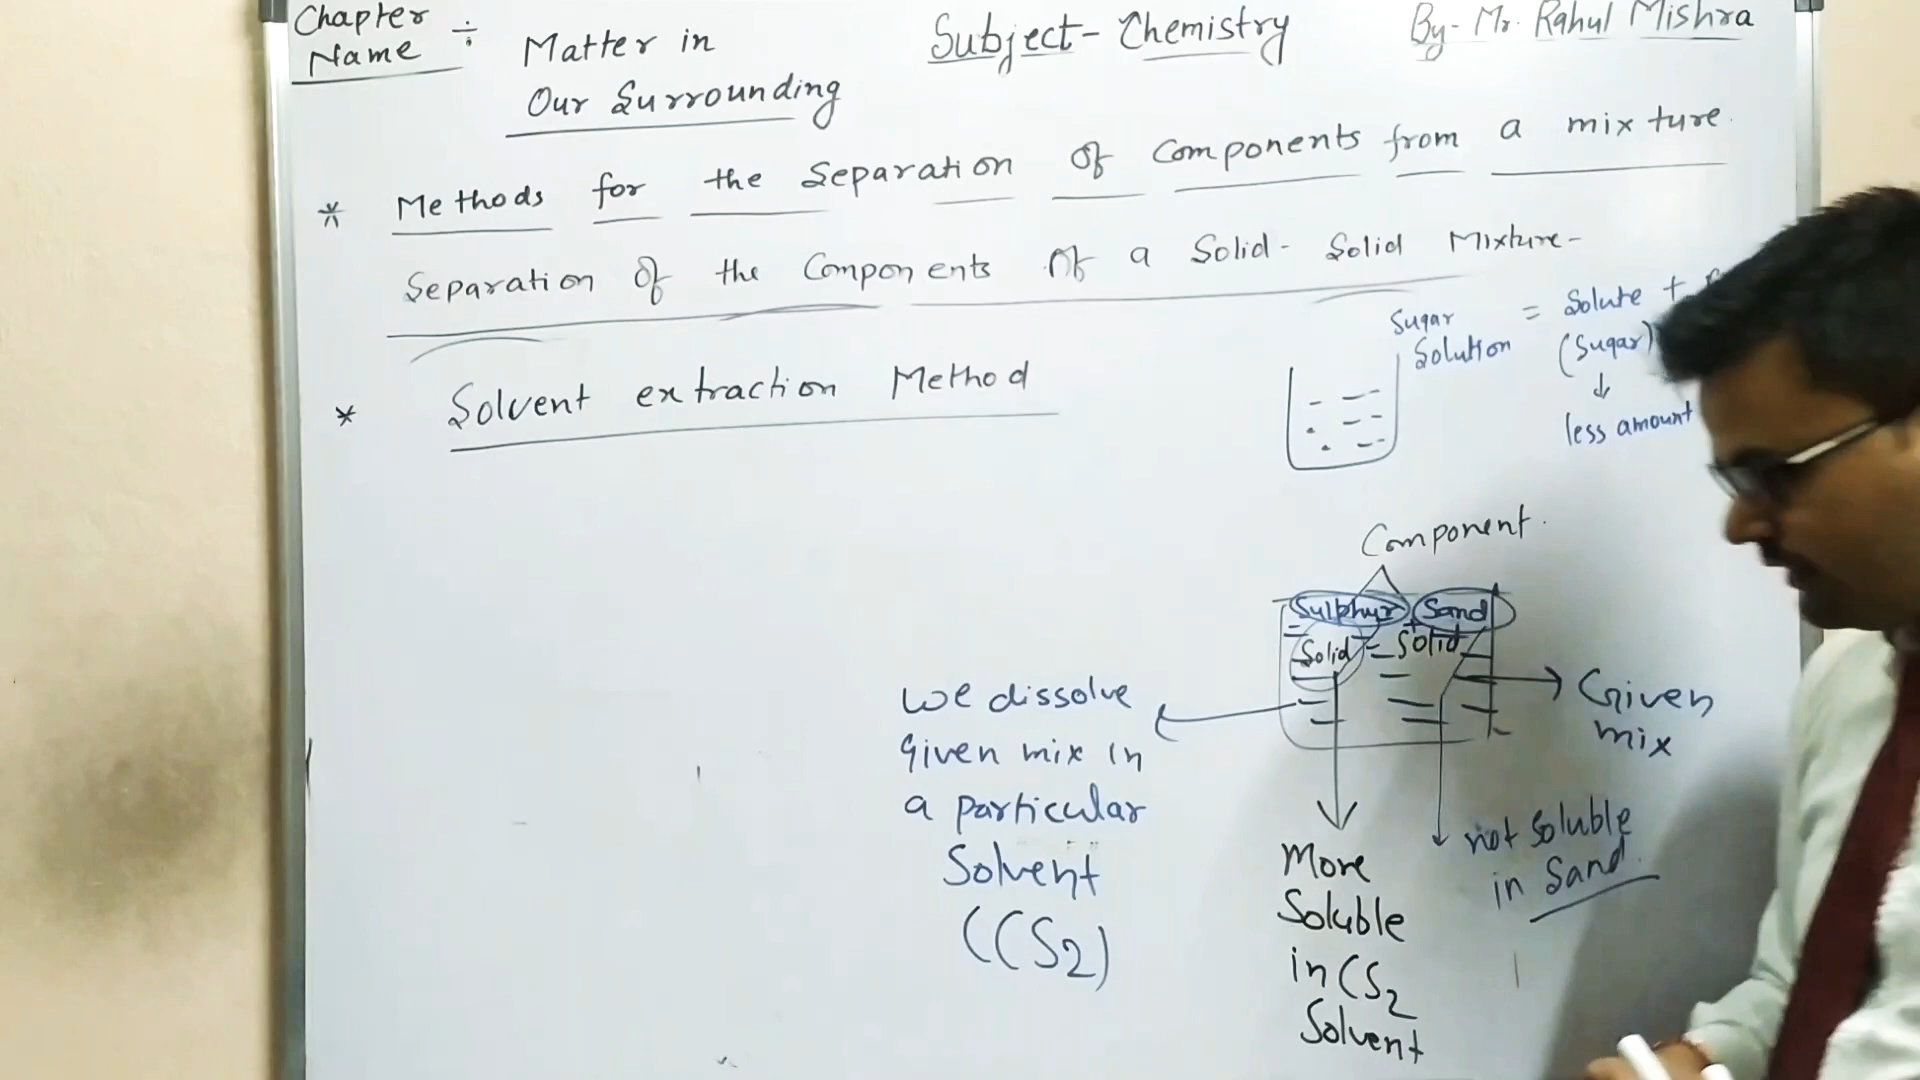 Chapter Name ÷ Matter in
Our Surrounding
Subject - Chemistry
By- Mr. Rahul Mishra
* Methods for the Separation of Components from a mixture.
Separation of the Components of a Solid - Solid Mixture -
* Solvent extraction Method
Sugar
Solution
= Solute +
(Sugar)
↓
less amount
Component.
Sulphur + Sand
Solid Solid
Given
mix
We dissolve
given mix in
a particular
Solvent
(CS2)
More
Soluble
in CS2
Solvent
not soluble
in Sand.